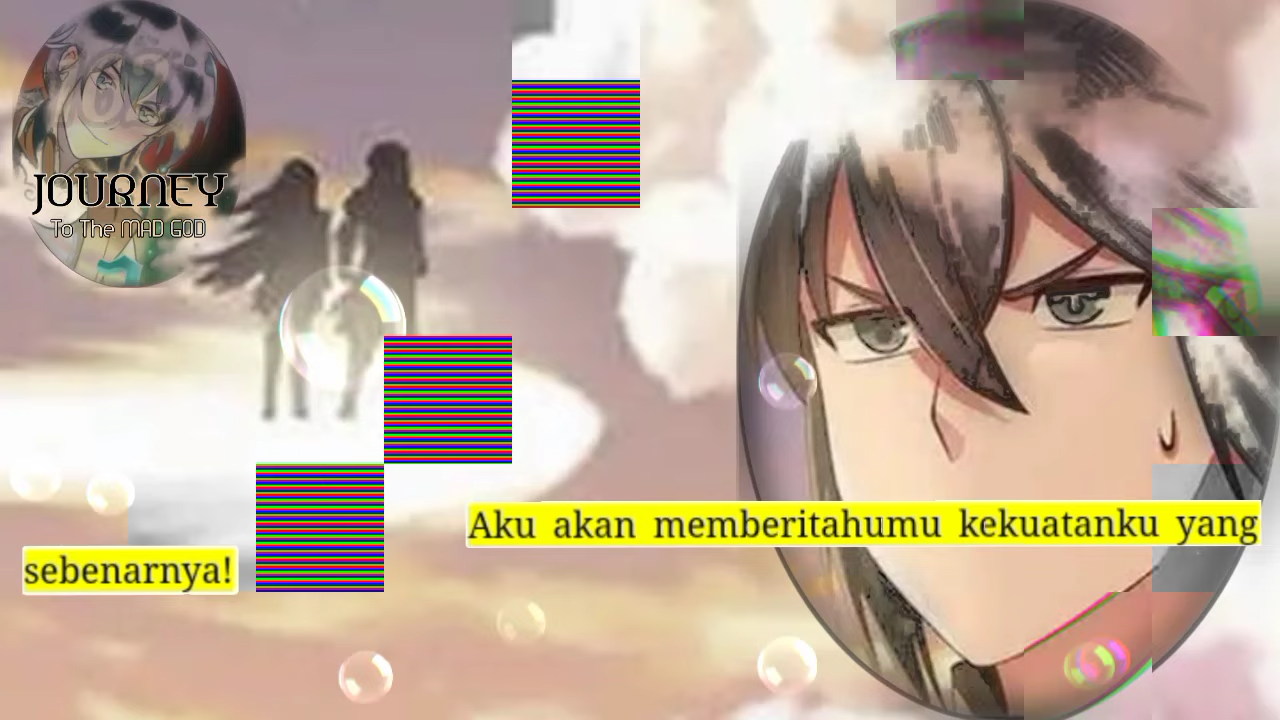 JOURNEY
To The MAD GOD
Aku akan memberitahumu kekuatanku yang
sebenarnya!